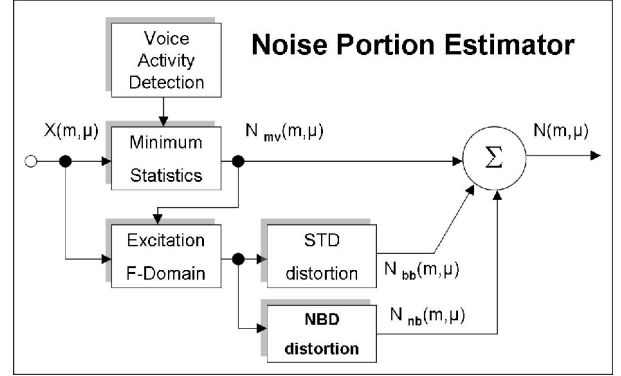 Voice
Activity
Detection
Noise Portion Estimator
X(m,μ)
Minimum
Statistics
N mv(m,μ)
Σ
N(m,μ)
Excitation
F-Domain
STD
distortion
N bb(m,μ)
NBD
distortion
N nb(m,μ)